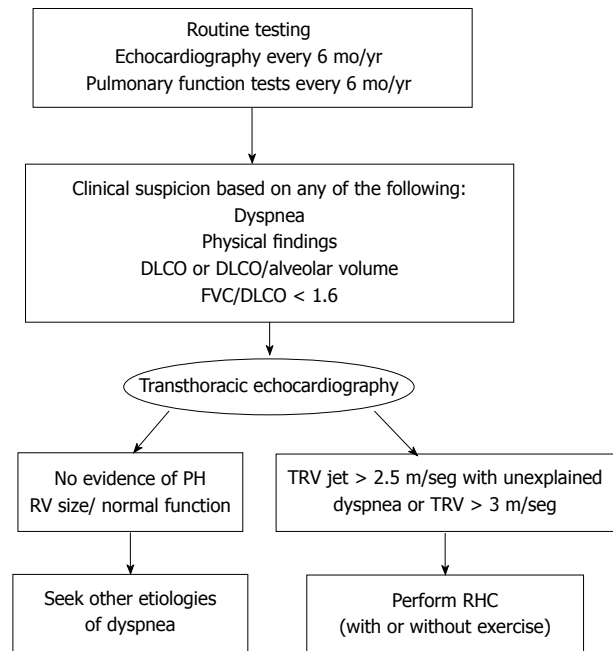 Routine testing
Echocardiography every 6 mo/yr
Pulmonary function tests every 6 mo/yr
Clinical suspicion based on any of the following:
Dyspnea
Physical findings
DLCO or DLCO/alveolar volume
FVC/DLCO < 1.6
Transthoracic echocardiography
No evidence of PH
RV size/ normal function
TRV jet > 2.5 m/seg with unexplained
dyspnea or TRV > 3 m/seg
Seek other etiologies
of dyspnea
Perform RHC
(with or without exercise)